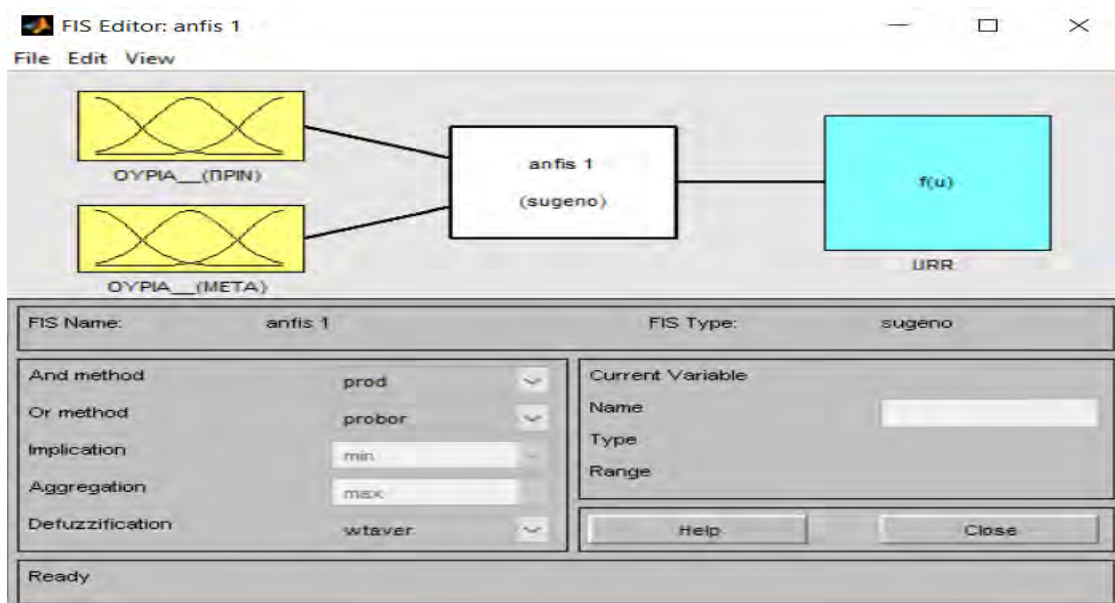 FIS Editor: anfis 1
File Edit View
ΟΥΡΙΑ__(ΠΡΙΝ)
anfis 1
(sugeno)
f(u)
URR
ΟΥΡΙΑ__(ΜΕΤΑ)
FIS Name: anfis 1 FIS Type: sugeno
And method prod
Or method probor
Implication min
Aggregation max
Defuzzification wtaver
Current Variable
Name
Type
Range
Help Close
Ready